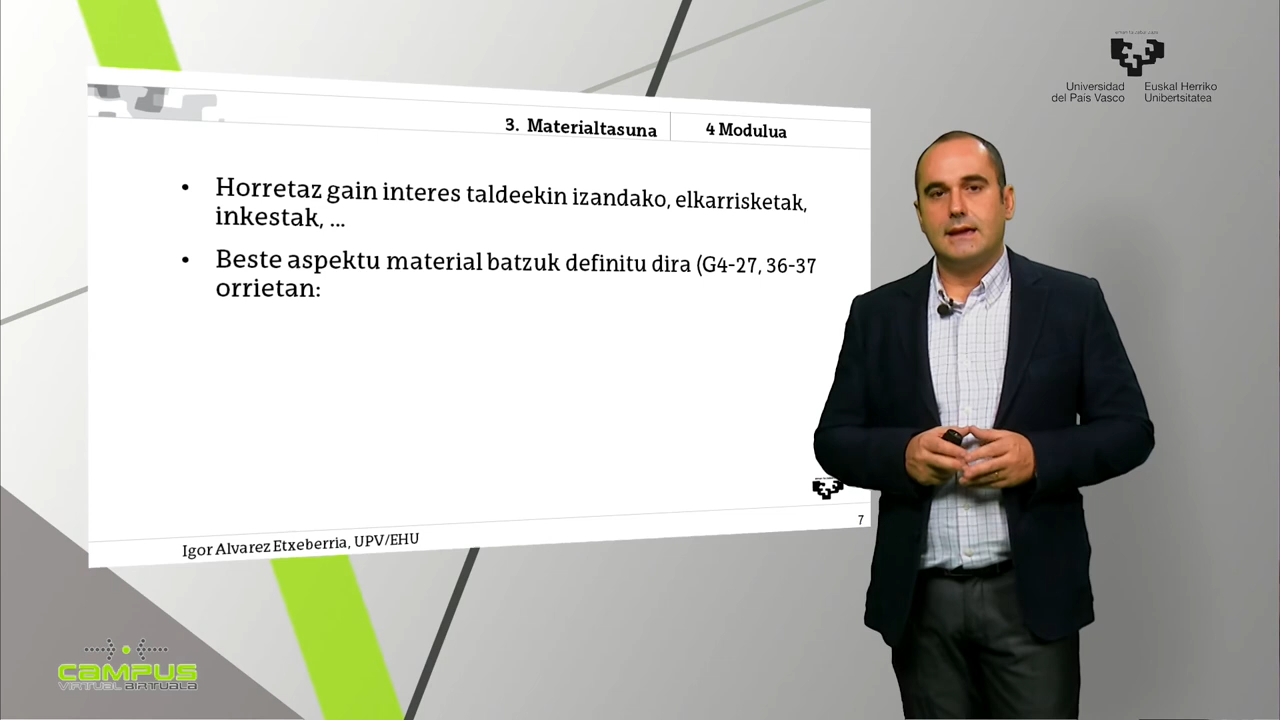 3. Materialtasuna
4 Modulua
• Horretaz gain interes taldeekin izandako, elkarrisketak,
inkestak, ...
• Beste aspektu material batzuk definitu dira (G4-27, 36-37
orrietan:
7
Igor Alvarez Etxeberria, UPV/EHU
Universidad
del País Vasco
Euskal Herriko
Unibertsitatea
CAMPUS
VIRTUAL BIRTUALA